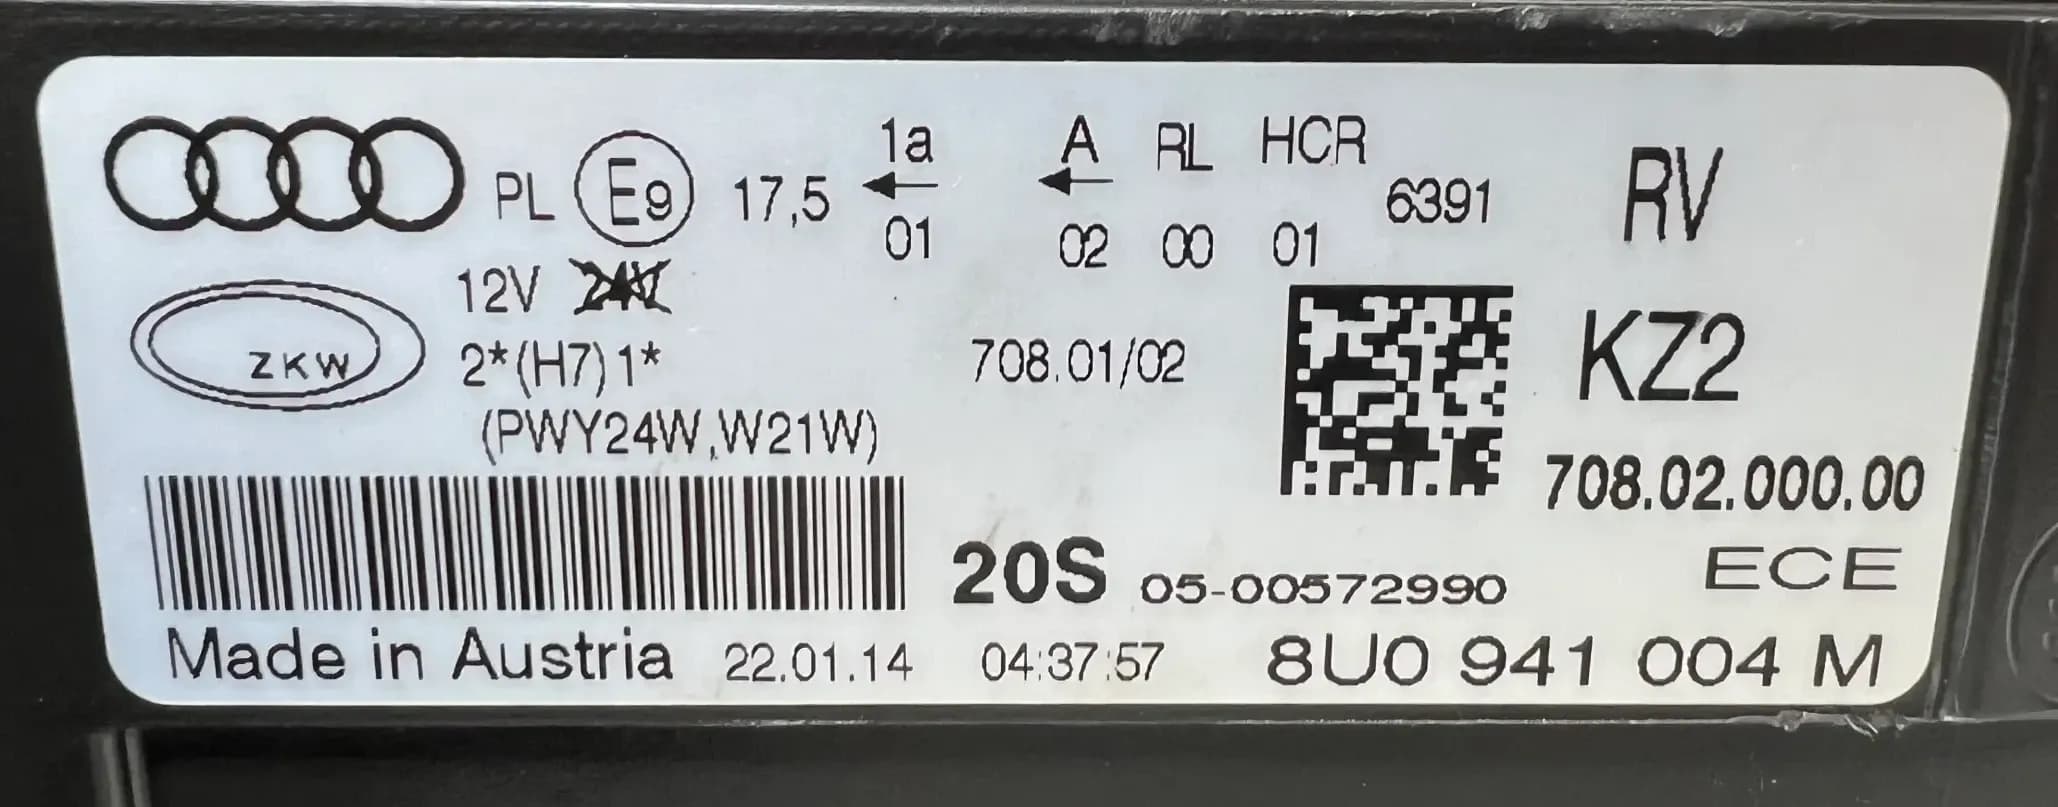 PL E9 17,5 1a 01 A 02 RL 00 HCR 01 6391 RV
12V 24V
ZKW 2*(H7)1* 708.01/02 KZ2
(PWY24W,W21W)
708.02.000.00
20S 05-00572990 ECE
Made in Austria 22.01.14 04:37:57 8U0 941 004 M